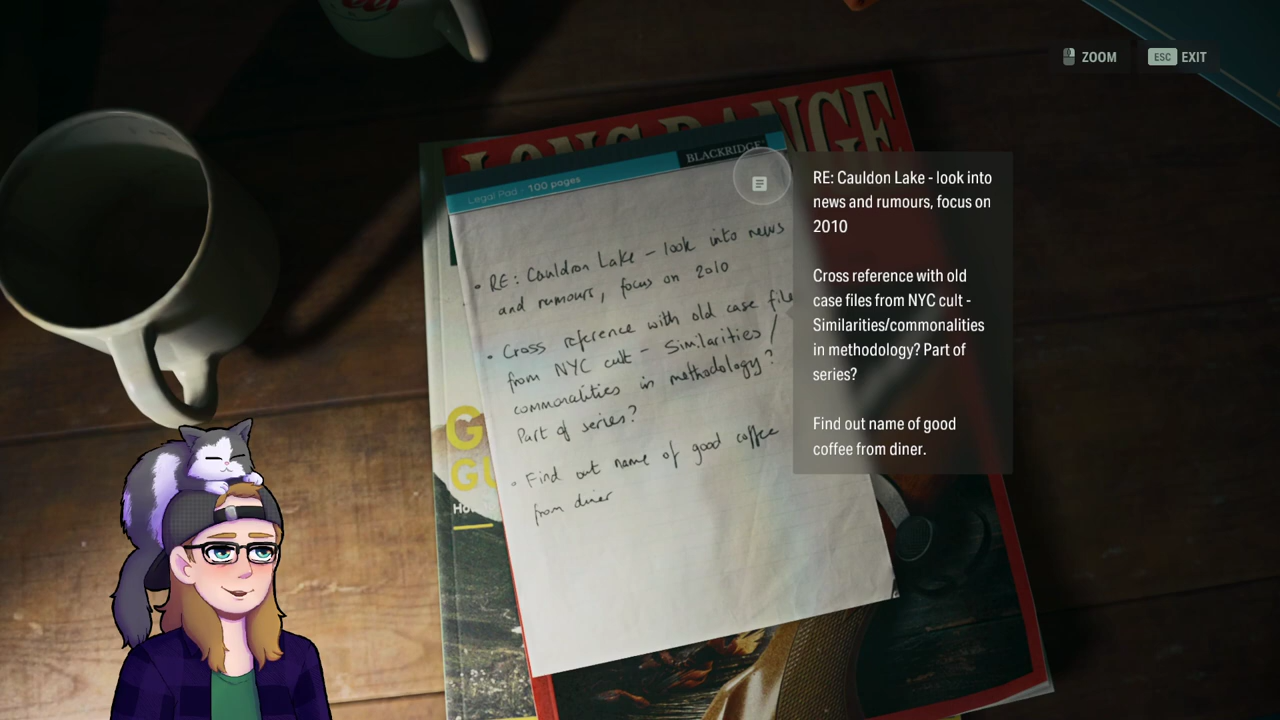 ZOOM
ESC EXIT
LONG RANGE
BLACKRIDGE
Legal Pad - 100 pages
• RE: Cauldron Lake - look into news
and rumours, focus on 2010
• Cross reference with old case file
from NYC cult - Similarities /
commonalities in methodology?
Part of series?
• Find out name of good coffee
from diner
RE: Cauldon Lake - look into
news and rumours, focus on
2010
Cross reference with old
case files from NYC cult -
Similarities/commonalities
in methodology? Part of
series?
Find out name of good
coffee from diner.